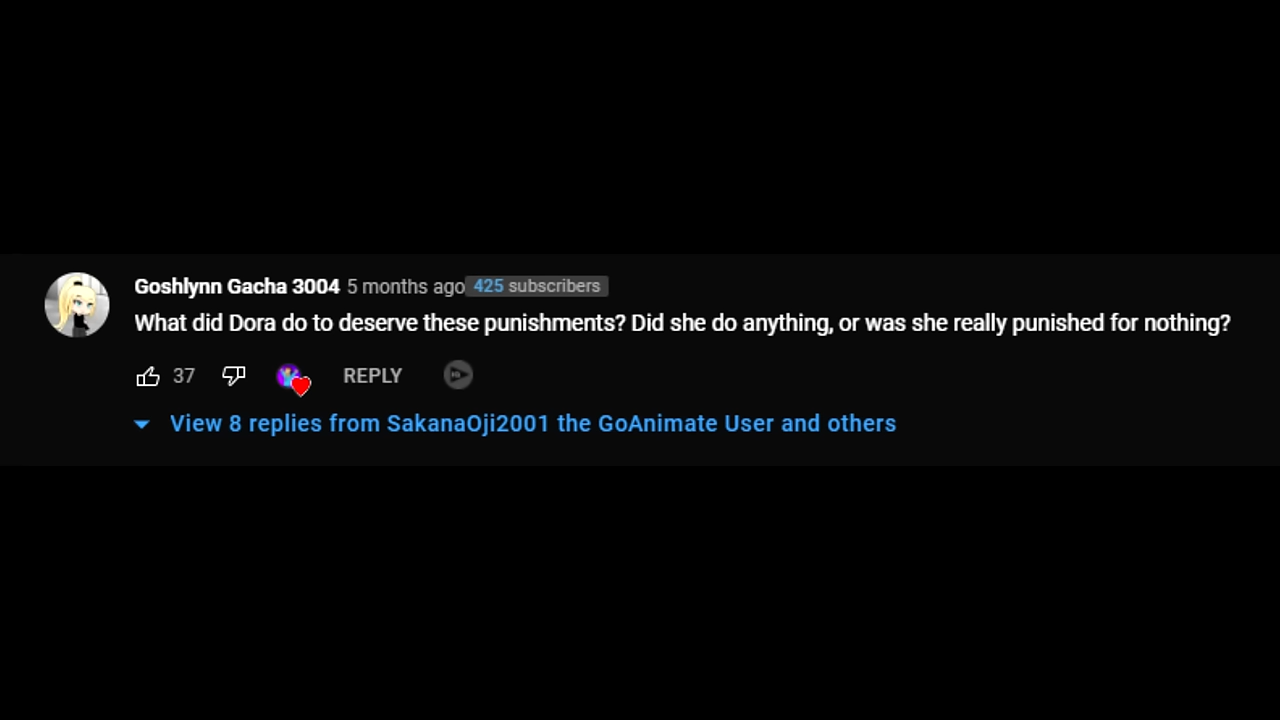 Goshlynn Gacha 3004 5 months ago 425 subscribers
What did Dora do to deserve these punishments? Did she do anything, or was she really punished for nothing?
37 REPLY
View 8 replies from SakanaOji2001 the GoAnimate User and others